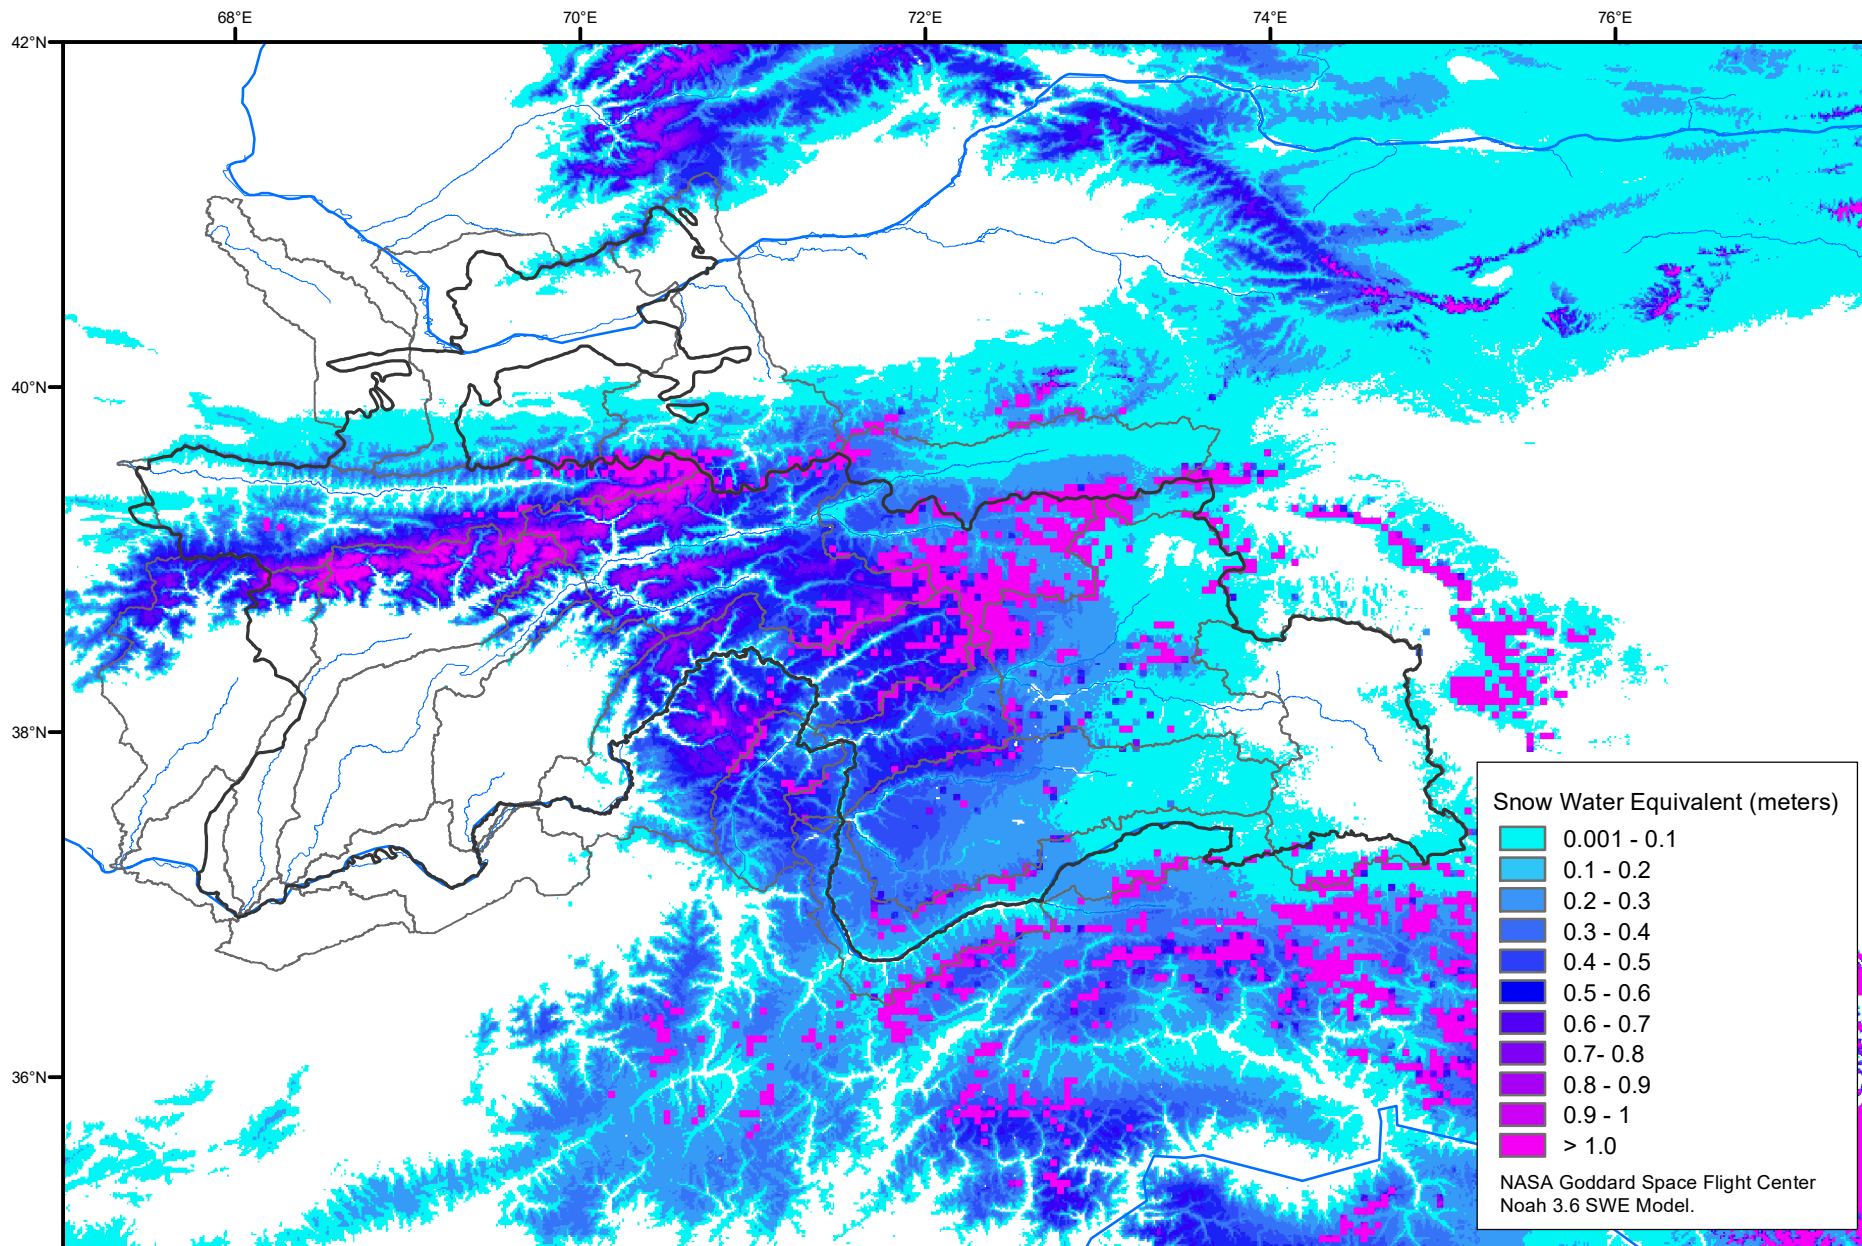 68°E 70°E 72°E 74°E 76°E
42°N
40°N
38°N
36°N
Snow Water Equivalent (meters)
0.001 - 0.1
0.1 - 0.2
0.2 - 0.3
0.3 - 0.4
0.4 - 0.5
0.5 - 0.6
0.6 - 0.7
0.7- 0.8
0.8 - 0.9
0.9 - 1
> 1.0
NASA Goddard Space Flight Center
Noah 3.6 SWE Model.